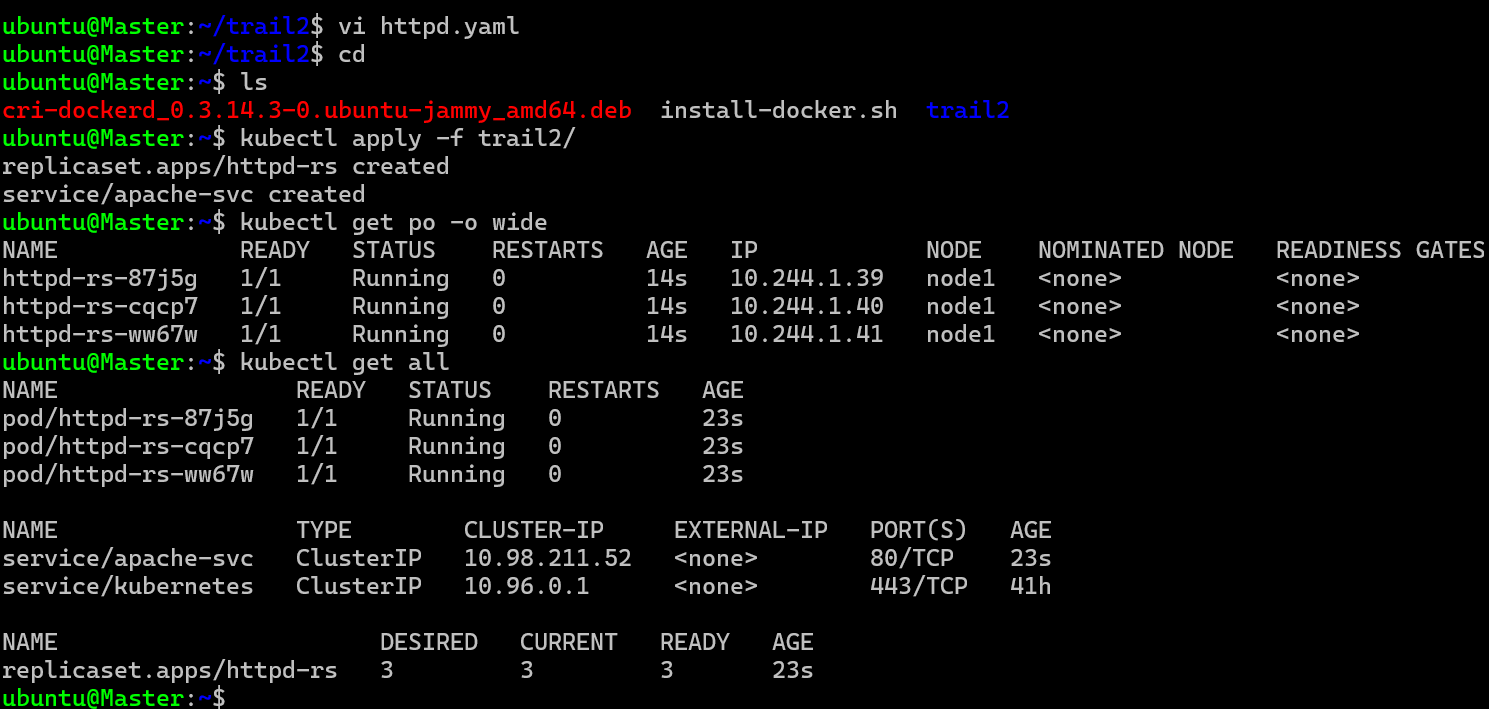 ubuntu@Master:~/trail2$ vi httpd.yaml
ubuntu@Master:~/trail2$ cd
ubuntu@Master:~$ ls
cri-dockerd_0.3.14.3-0.ubuntu-jammy_amd64.deb  install-docker.sh  trail2
ubuntu@Master:~$ kubectl apply -f trail2/
replicaset.apps/httpd-rs created
service/apache-svc created
ubuntu@Master:~$ kubectl get po -o wide
NAME             READY   STATUS    RESTARTS   AGE   IP            NODE    NOMINATED NODE   READINESS GATES
httpd-rs-87j5g   1/1     Running   0          14s   10.244.1.39   node1   <none>           <none>
httpd-rs-cqcp7   1/1     Running   0          14s   10.244.1.40   node1   <none>           <none>
httpd-rs-ww67w   1/1     Running   0          14s   10.244.1.41   node1   <none>           <none>
ubuntu@Master:~$ kubectl get all
NAME                 READY   STATUS    RESTARTS   AGE
pod/httpd-rs-87j5g   1/1     Running   0          23s
pod/httpd-rs-cqcp7   1/1     Running   0          23s
pod/httpd-rs-ww67w   1/1     Running   0          23s

NAME                 TYPE        CLUSTER-IP     EXTERNAL-IP   PORT(S)   AGE
service/apache-svc   ClusterIP   10.98.211.52   <none>        80/TCP    23s
service/kubernetes   ClusterIP   10.96.0.1      <none>        443/TCP   41h

NAME                       DESIRED   CURRENT   READY   AGE
replicaset.apps/httpd-rs   3         3         3       23s
ubuntu@Master:~$